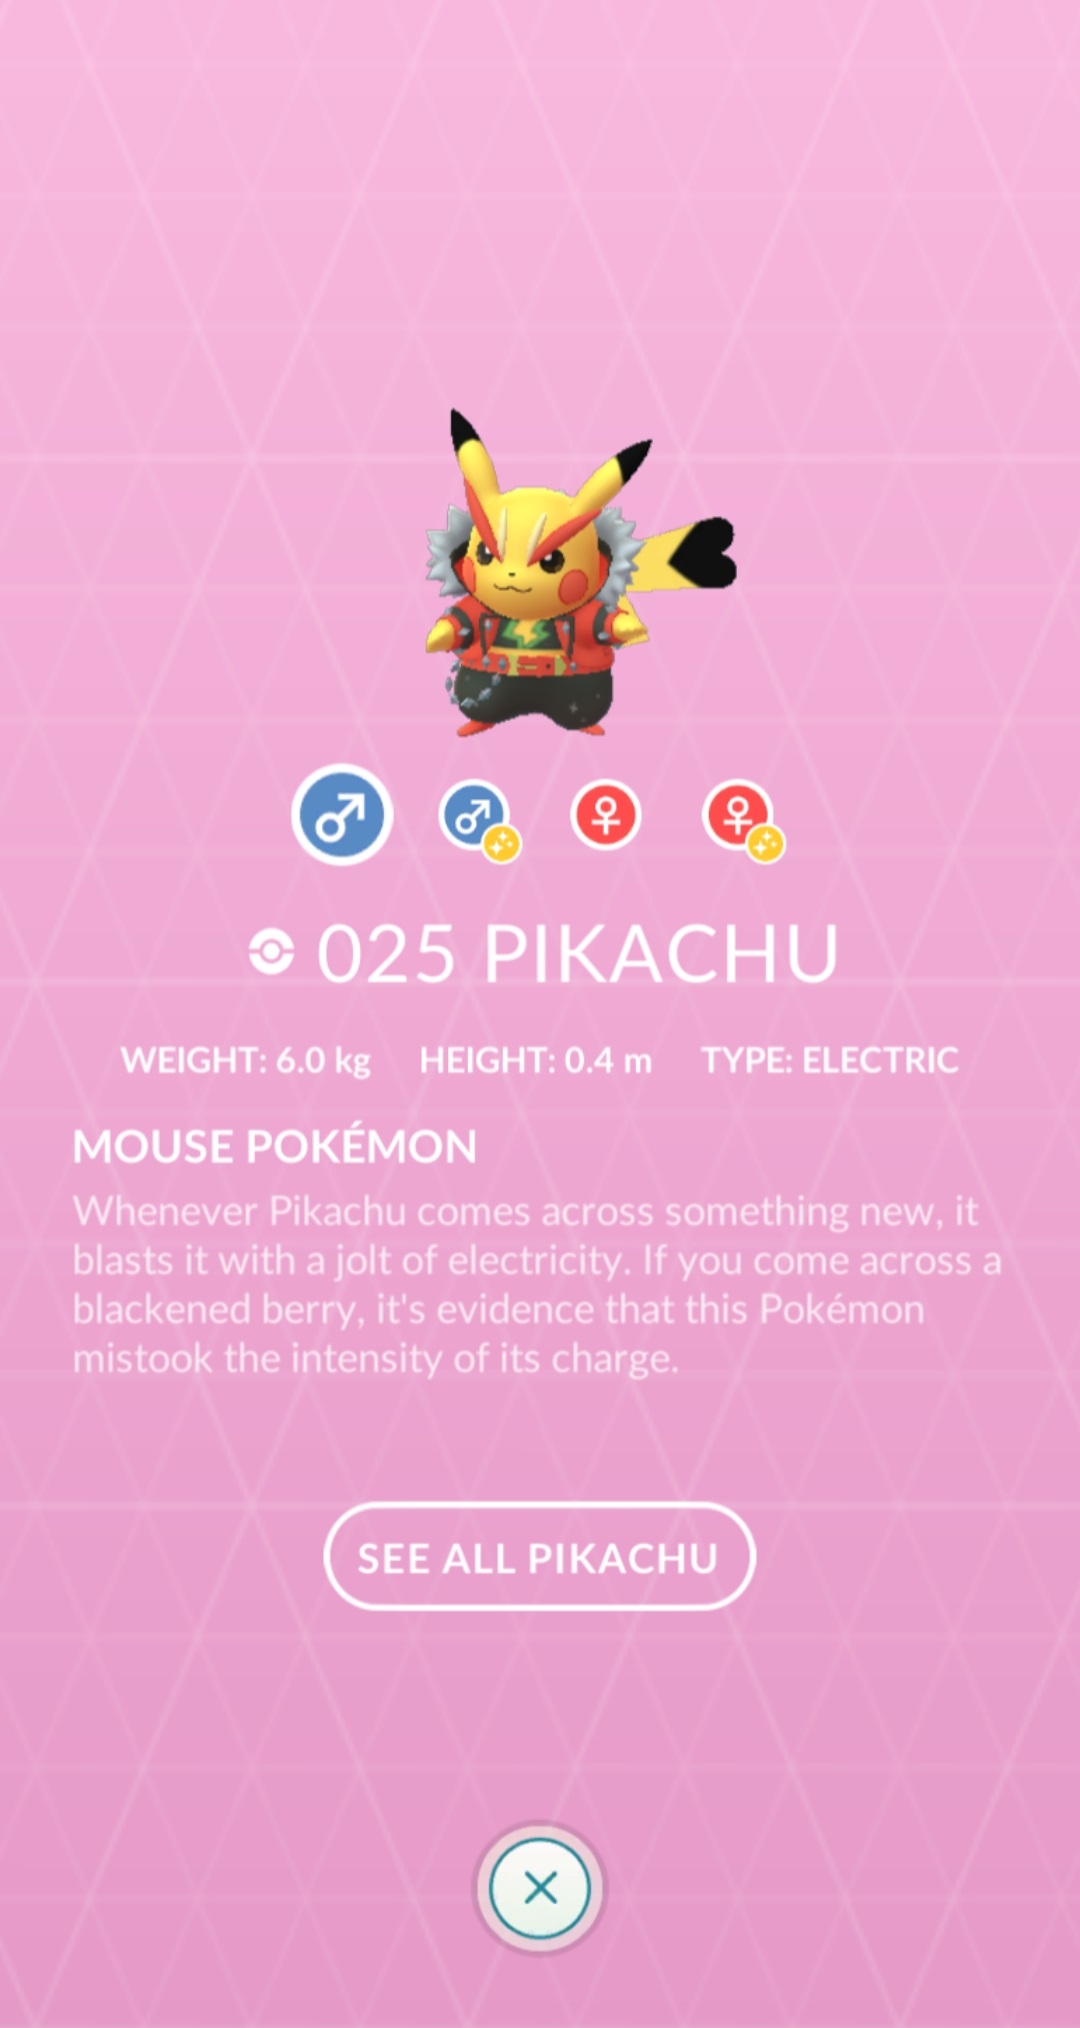 025 PIKACHU
WEIGHT: 6.0 kg HEIGHT: 0.4 m TYPE: ELECTRIC
MOUSE POKÉMON
Whenever Pikachu comes across something new, it
blasts it with a jolt of electricity. If you come across a
blackened berry, it's evidence that this Pokémon
mistook the intensity of its charge.
SEE ALL PIKACHU